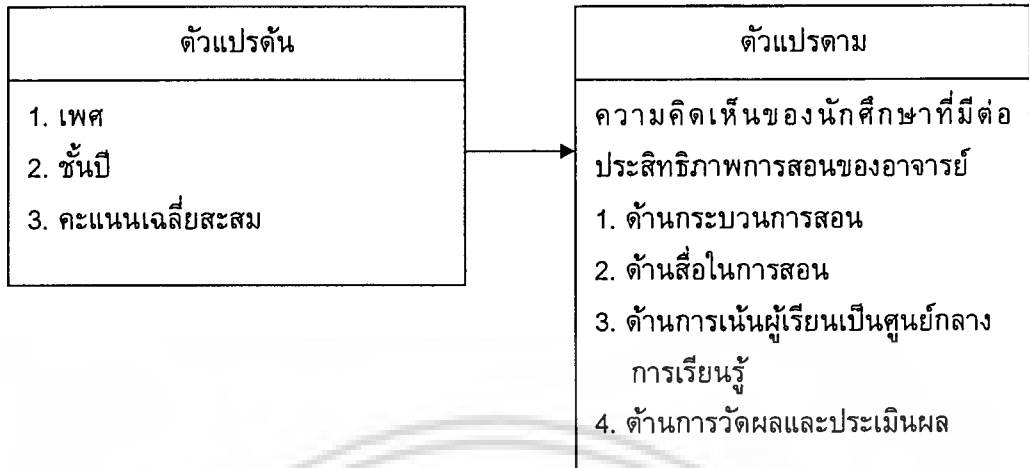 ตัวแปรต้น
1. เพศ
2. ชั้นปี
3. คะแนนเฉลี่ยสะสม
ตัวแปรตาม
ความคิดเห็นของนักศึกษาที่มีต่อ
ประสิทธิภาพการสอนของอาจารย์
1. ด้านกระบวนการสอน
2. ด้านสื่อในการสอน
3. ด้านการเน้นผู้เรียนเป็นศูนย์กลาง
การเรียนรู้
4. ด้านการวัดผลและประเมินผล